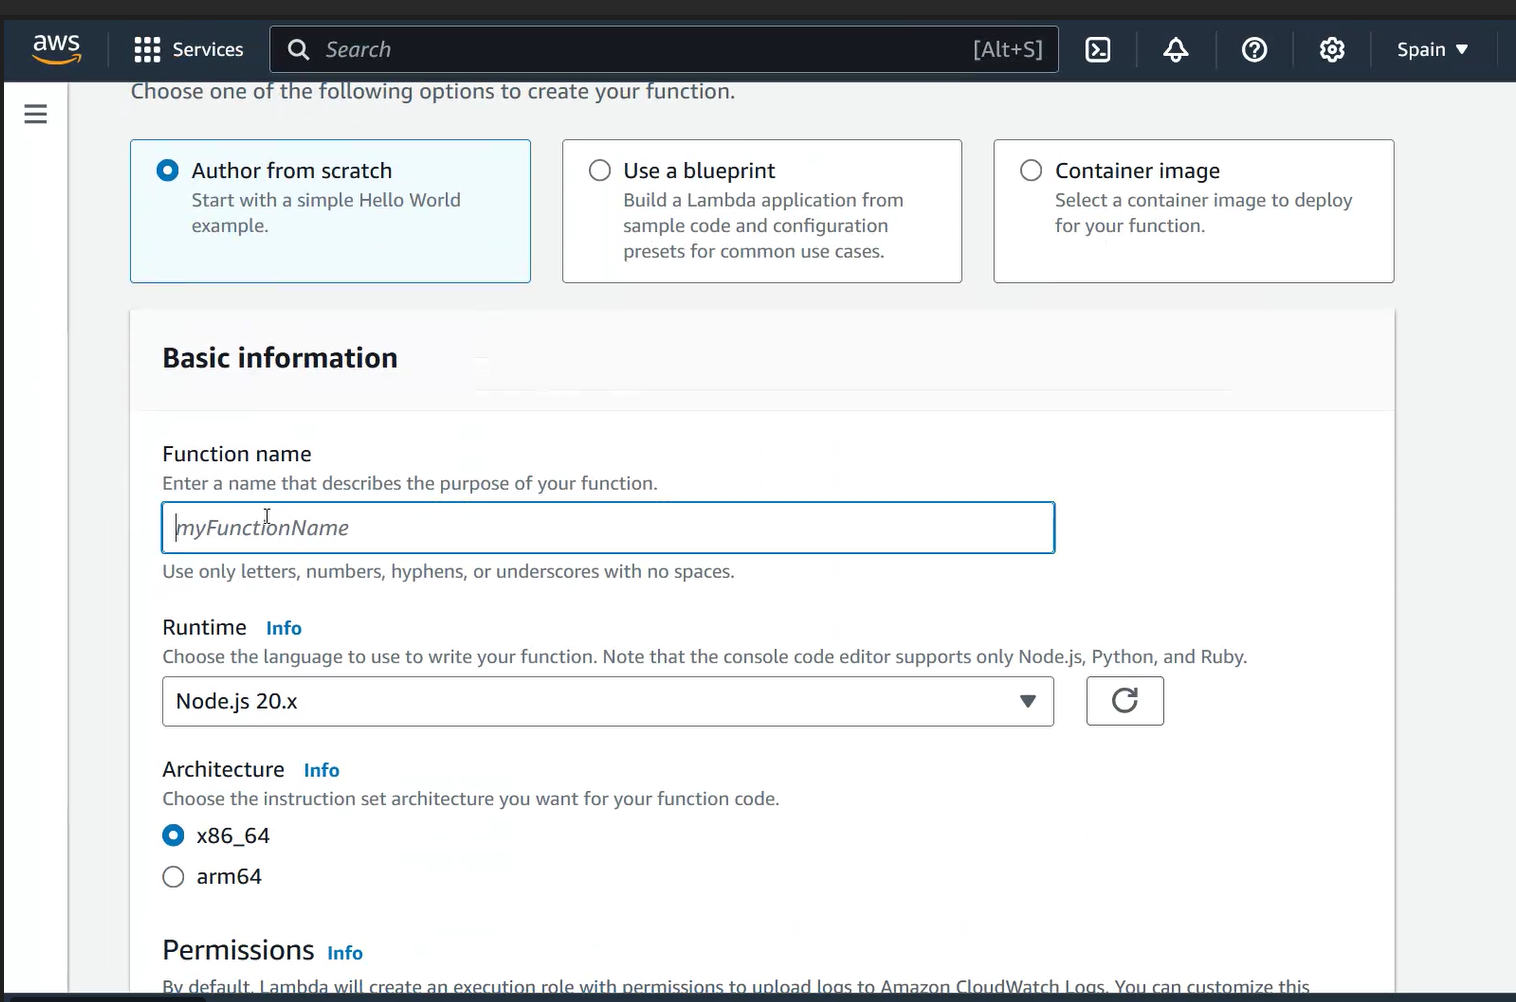 aws
Services
Search
[Alt+S]
Spain
Choose one of the following options to create your function.
Author from scratch
Start with a simple Hello World
example.
Use a blueprint
Build a Lambda application from
sample code and configuration
presets for common use cases.
Container image
Select a container image to deploy
for your function.
Basic information
Function name
Enter a name that describes the purpose of your function.
myFunctionName
Use only letters, numbers, hyphens, or underscores with no spaces.
Runtime Info
Choose the language to use to write your function. Note that the console code editor supports only Node.js, Python, and Ruby.
Node.js 20.x
Architecture Info
Choose the instruction set architecture you want for your function code.
x86_64
arm64
Permissions Info
By default, Lambda will create an execution role with permissions to upload logs to Amazon CloudWatch Logs. You can customize this